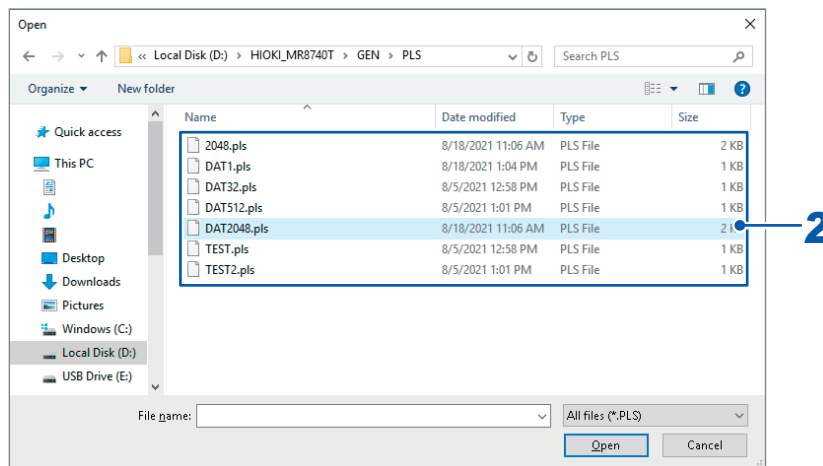 Open
« Local Disk (D:) > HIOKI_MR8740T > GEN > PLS
Search PLS
Organize
New folder
Name Date modified Type Size
Quick access
This PC
Desktop
Downloads
Pictures
Windows (C:)
Local Disk (D:)
USB Drive (E:)
2048.pls 8/18/2021 11:06 AM PLS File 2 KB
DAT1.pls 8/18/2021 1:04 PM PLS File 1 KB
DAT32.pls 8/5/2021 12:58 PM PLS File 1 KB
DAT512.pls 8/5/2021 1:01 PM PLS File 1 KB
DAT2048.pls 8/18/2021 11:06 AM PLS File 2
TEST.pls 8/5/2021 12:58 PM PLS File 1 KB
TEST2.pls 8/5/2021 1:01 PM PLS File 1 KB
2
File name:
All files (*.PLS)
Open
Cancel